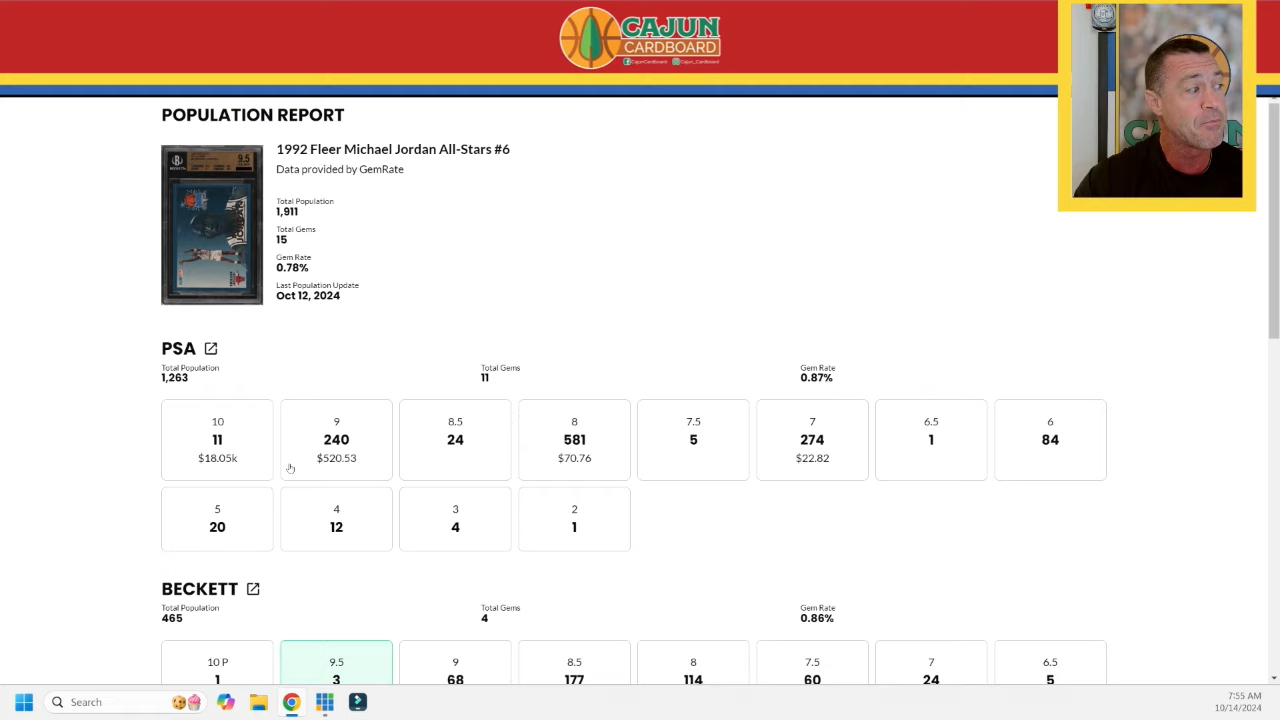 CAJUN
CARDBOARD
CajunCardboard Cajun_Cardboard
POPULATION REPORT
1992 Fleer Michael Jordan All-Stars #6
Data provided by GemRate
Total Population
1,911
Total Gems
15
Gem Rate
0.78%
Last Population Update
Oct 12, 2024
9.5
PSA
Total Population Total Gems Gem Rate
1,263 11 0.87%
10 9 8.5 8 7.5 7 6.5 6
11 240 24 581 5 274 1 84
$18.05k $520.53 $70.76 $22.82
5 4 3 2
20 12 4 1
BECKETT
Total Population Total Gems Gem Rate
465 4 0.86%
10 P 9.5 9 8.5 8 7.5 7 6.5
1 3 68 177 114 60 24 5
Search
7:55 AM
10/14/2024